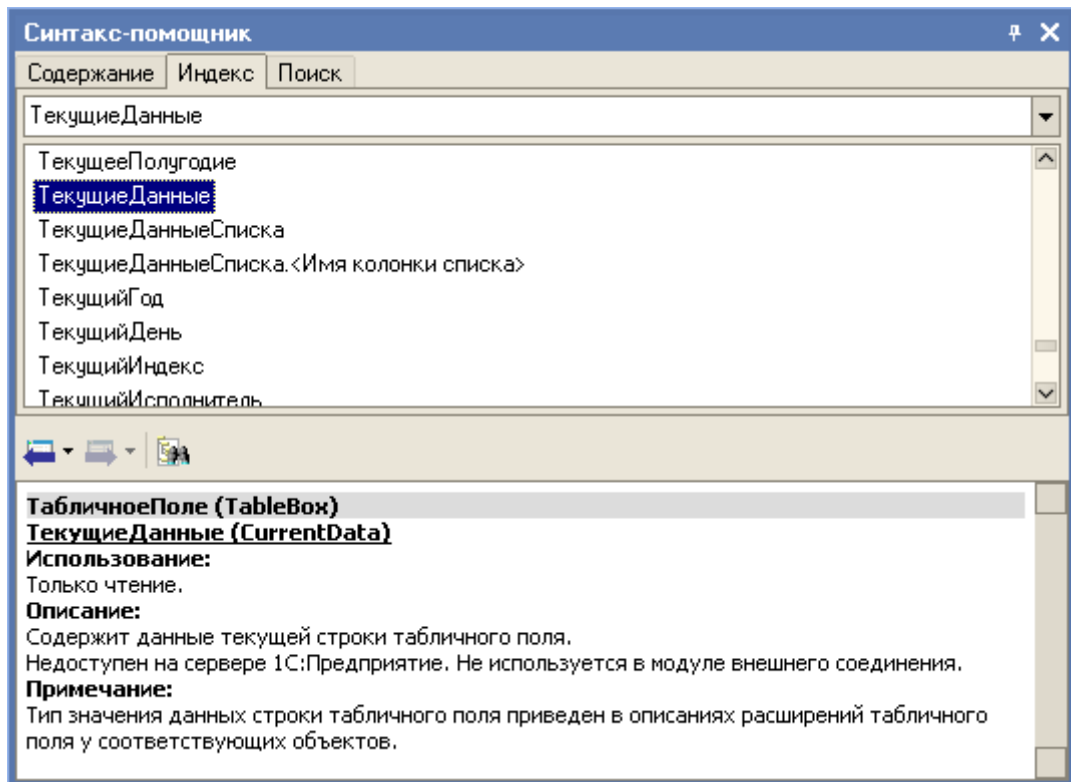 Синтакс-помощник
Содержание Индекс Поиск
ТекущиеДанные
ТекущееПолугодие
ТекущиеДанные
ТекущиеДанныеСписка
ТекущиеДанныеСписка.<Имя колонки списка>
ТекущийГод
ТекущийДень
ТекущийИндекс
ТекущийИсполнитель
ТабличноеПоле (TableBox)
ТекущиеДанные (CurrentData)
Использование:
Только чтение.
Описание:
Содержит данные текущей строки табличного поля.
Недоступен на сервере 1С:Предприятие. Не используется в модуле внешнего соединения.
Примечание:
Тип значения данных строки табличного поля приведен в описаниях расширений табличного
поля у соответствующих объектов.